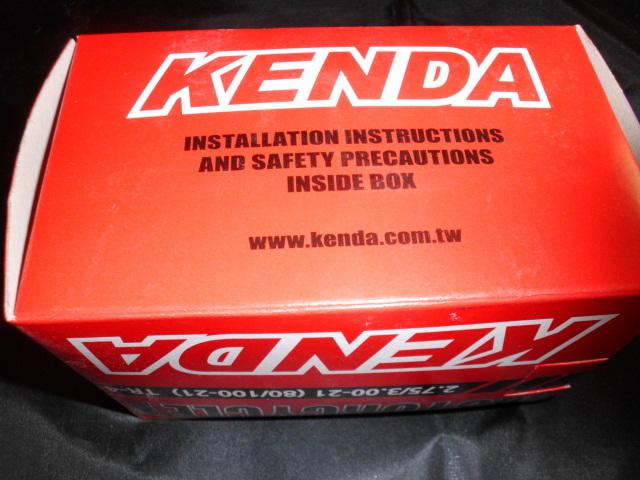 KENDA
INSTALLATION INSTRUCTIONS
AND SAFETY PRECAUTIONS
INSIDE BOX
www.kenda.com.tw
KENDA
2.75/3.00-21 (80/100-21)